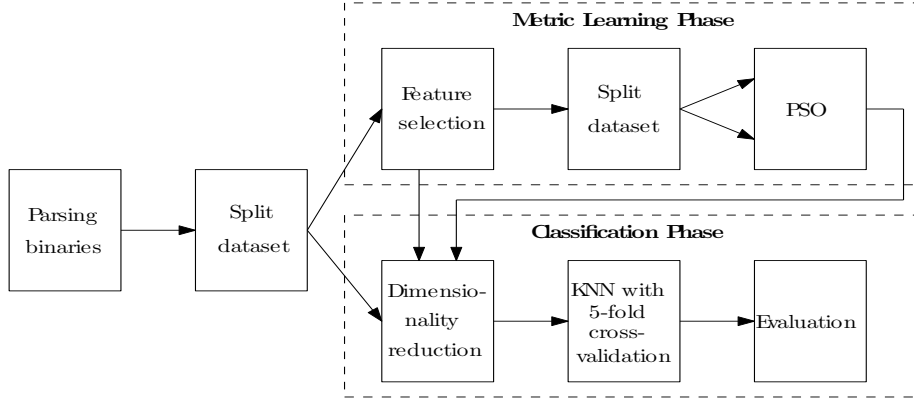 Metric Learning Phase
Feature
selection
Split
dataset
PSO
Parsing
binaries
Split
dataset
Classification Phase
Dimensio-
nality
reduction
KNN with
5-fold
cross-
validation
Evaluation